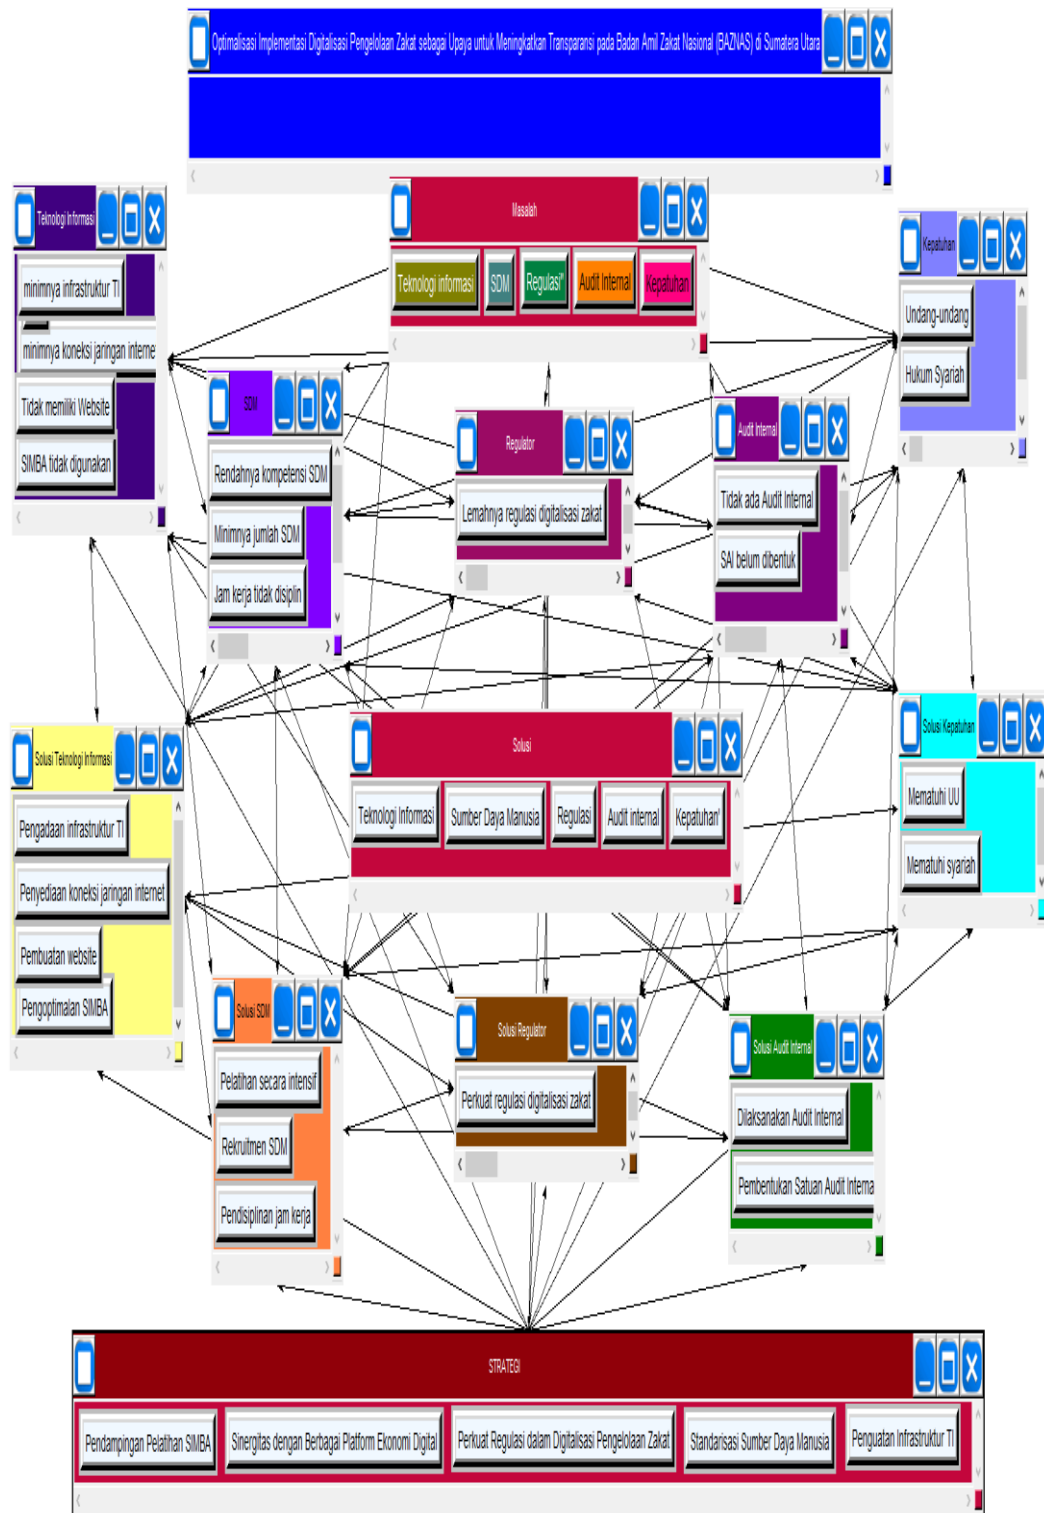 Optimalisasi Implementasi Digitalisasi Pengelolaan Zakat sebagai Upaya untuk Meningkatkan Transparansi pada Badan Amil Zakat Nasional (BAZNAS) di Sumatera Utara
Masalah
Teknologi informasi
SDM
Regulasi"
Audit Internal
Kepatuhan
Teknologi Informasi
minimnya infrastruktur TI
minimnya koneksi jaringan interne
Tidak memiliki Website
SIMBA tidak digunakan
SDM
Rendahnya kompetensi SDM
Minimnya jumlah SDM
Jam kerja tidak disiplin
Regulator
Lemahnya regulasi digitalisasi zakat
Audit Internal
Tidak ada Audit Internal
SAI belum dibentuk
Kepatuhan
Undang-undang
Hukum Syariah
Solusi
Teknologi Informasi
Sumber Daya Manusia
Regulasi
Audit internal
Kepatuhan'
Solusi Teknologi Informasi
Pengadaan infrastruktur TI
Penyediaan koneksi jaringan internet
Pembuatan website
Pengoptimalan SIMBA
Solusi Kepatuhan
Mematuhi UU
Mematuhi syariah
Solusi SDM
Pelatihan secara intensif
Rekruitmen SDM
Pendisiplinan jam kerja
Solusi Regulator
Perkuat regulasi digitalisasi zakat
Solusi Audit Internal
Dilaksanakan Audit Internal
Pembentukan Satuan Audit Interna
STRATEGI
Pendampingan Pelatihan SIMBA
Sinergitas dengan Berbagai Platform Ekonomi Digital
Perkuat Regulasi dalam Digitalisasi Pengelolaan Zakat
Standarisasi Sumber Daya Manusia
Penguatan Infrastruktur TI